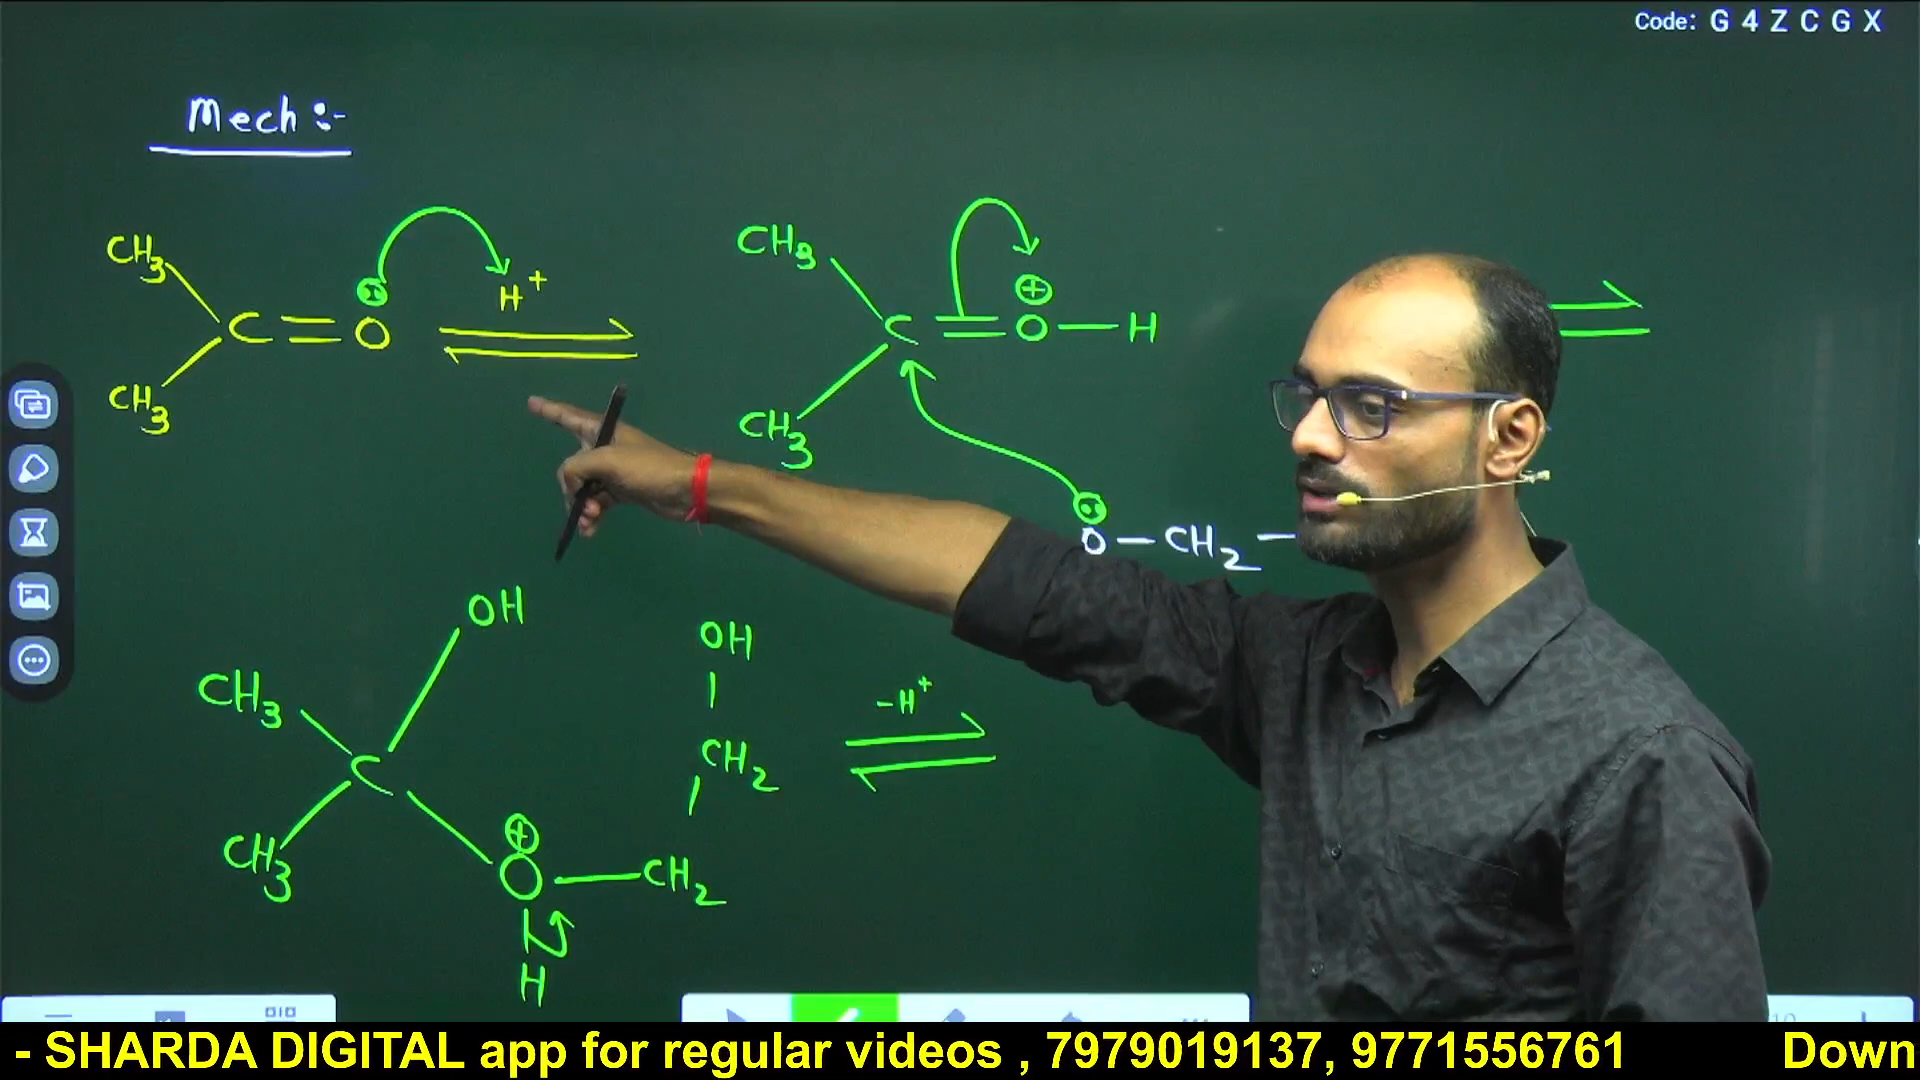 Code: G 4 Z C G X
Mech :-
CH3
CH3
C = O
H+
CH3
CH3
C = O — H
⊕
O — CH2 —
OH
CH3
C
CH3
⊕
O — CH2
H
OH
CH2
-H+
- SHARDA DIGITAL app for regular videos , 7979019137, 9771556761 Down